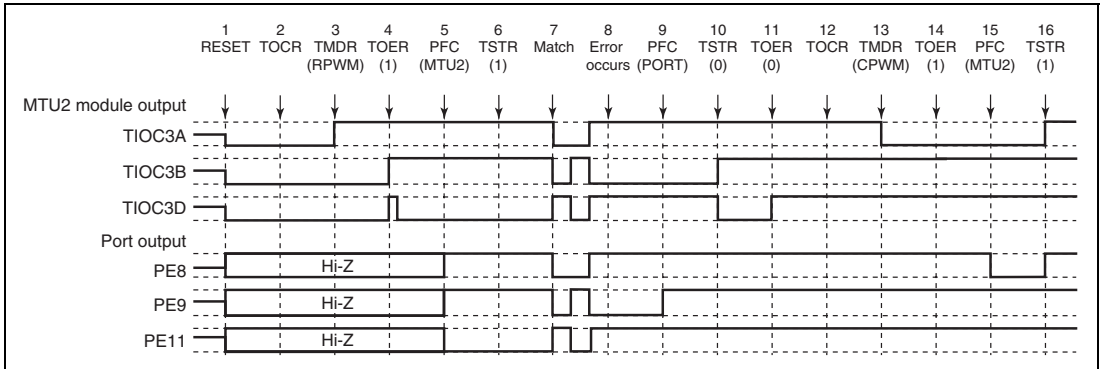 1 2 3 4 5 6 7 8 9 10 11 12 13 14 15 16
RESET TOCR TMDR TOER PFC TSTR Match Error PFC TSTR TOER TOCR TMDR TOER PFC TSTR
(RPWM) (1) (MTU2) (1) occurs (PORT) (0) (0) (CPWM) (1) (MTU2) (1)
MTU2 module output
TIOC3A
TIOC3B
TIOC3D
Port output
PE8 Hi-Z
PE9 Hi-Z
PE11 Hi-Z